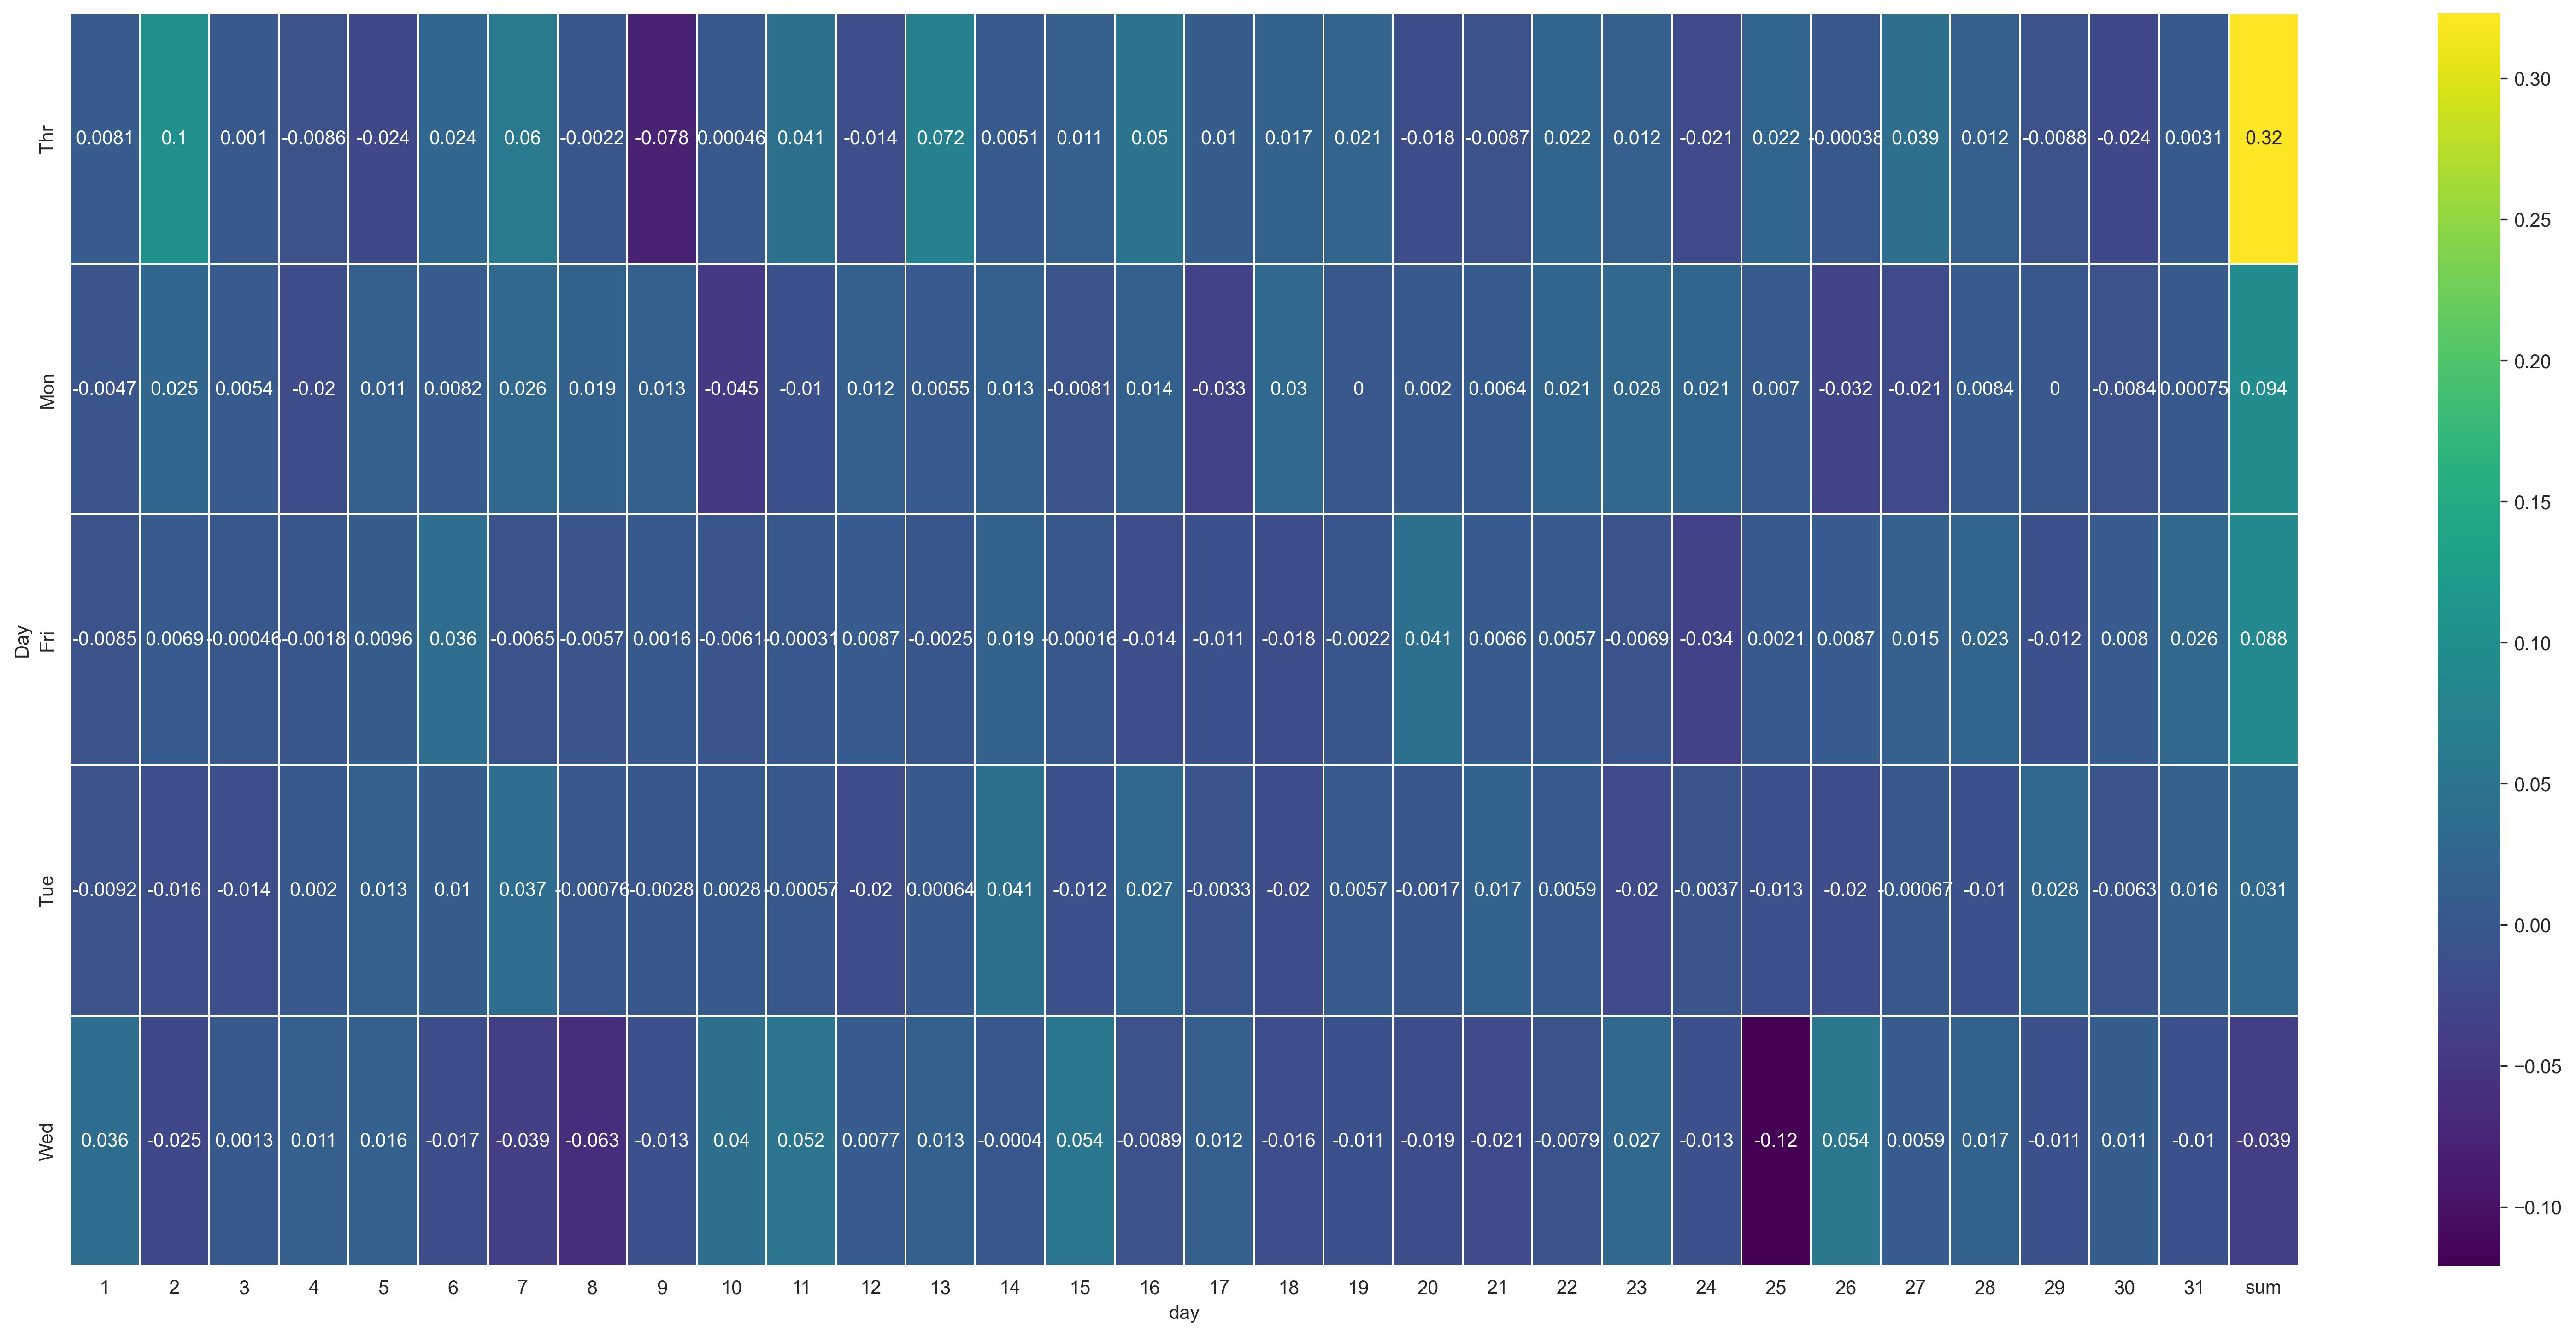 Day
Thr 0.0081 0.1 0.001 -0.0086 -0.024 0.024 0.06 -0.0022 -0.078 0.00046 0.041 -0.014 0.072 0.0051 0.011 0.05 0.01 0.017 0.021 -0.018 -0.0087 0.022 0.012 -0.021 0.022 -0.00038 0.039 0.012 -0.0088 -0.024 0.0031 0.32
Mon -0.0047 0.025 0.0054 -0.02 0.011 0.0082 0.026 0.019 0.013 -0.045 -0.01 0.012 0.0055 0.013 -0.0081 0.014 -0.033 0.03 0 0.002 0.0064 0.021 0.028 0.021 0.007 -0.032 -0.021 0.0084 0 -0.0084 0.00075 0.094
Fri -0.0085 0.0069 -0.00046 -0.0018 0.0096 0.036 -0.0065 -0.0057 0.0016 -0.0061 -0.00031 0.0087 -0.0025 0.019 -0.00016 -0.014 -0.011 -0.018 -0.0022 0.041 0.0066 0.0057 -0.0069 -0.034 0.0021 0.0087 0.015 0.023 -0.012 0.008 0.026 0.088
Tue -0.0092 -0.016 -0.014 0.002 0.013 0.01 0.037 -0.00076 -0.0028 0.0028 -0.00057 -0.02 0.00064 0.041 -0.012 0.027 -0.0033 -0.02 0.0057 -0.0017 0.017 0.0059 -0.02 -0.0037 -0.013 -0.02 -0.00067 -0.01 0.028 -0.0063 0.016 0.031
Wed 0.036 -0.025 0.0013 0.011 0.016 -0.017 -0.039 -0.063 -0.013 0.04 0.052 0.0077 0.013 -0.0004 0.054 -0.0089 0.012 -0.016 -0.011 -0.019 -0.021 -0.0079 0.027 -0.013 -0.12 0.054 0.0059 0.017 -0.011 0.011 -0.01 -0.039
1 2 3 4 5 6 7 8 9 10 11 12 13 14 15 16 17 18 19 20 21 22 23 24 25 26 27 28 29 30 31 sum
day
0.30
0.25
0.20
0.15
0.10
0.05
0.00
−0.05
−0.10